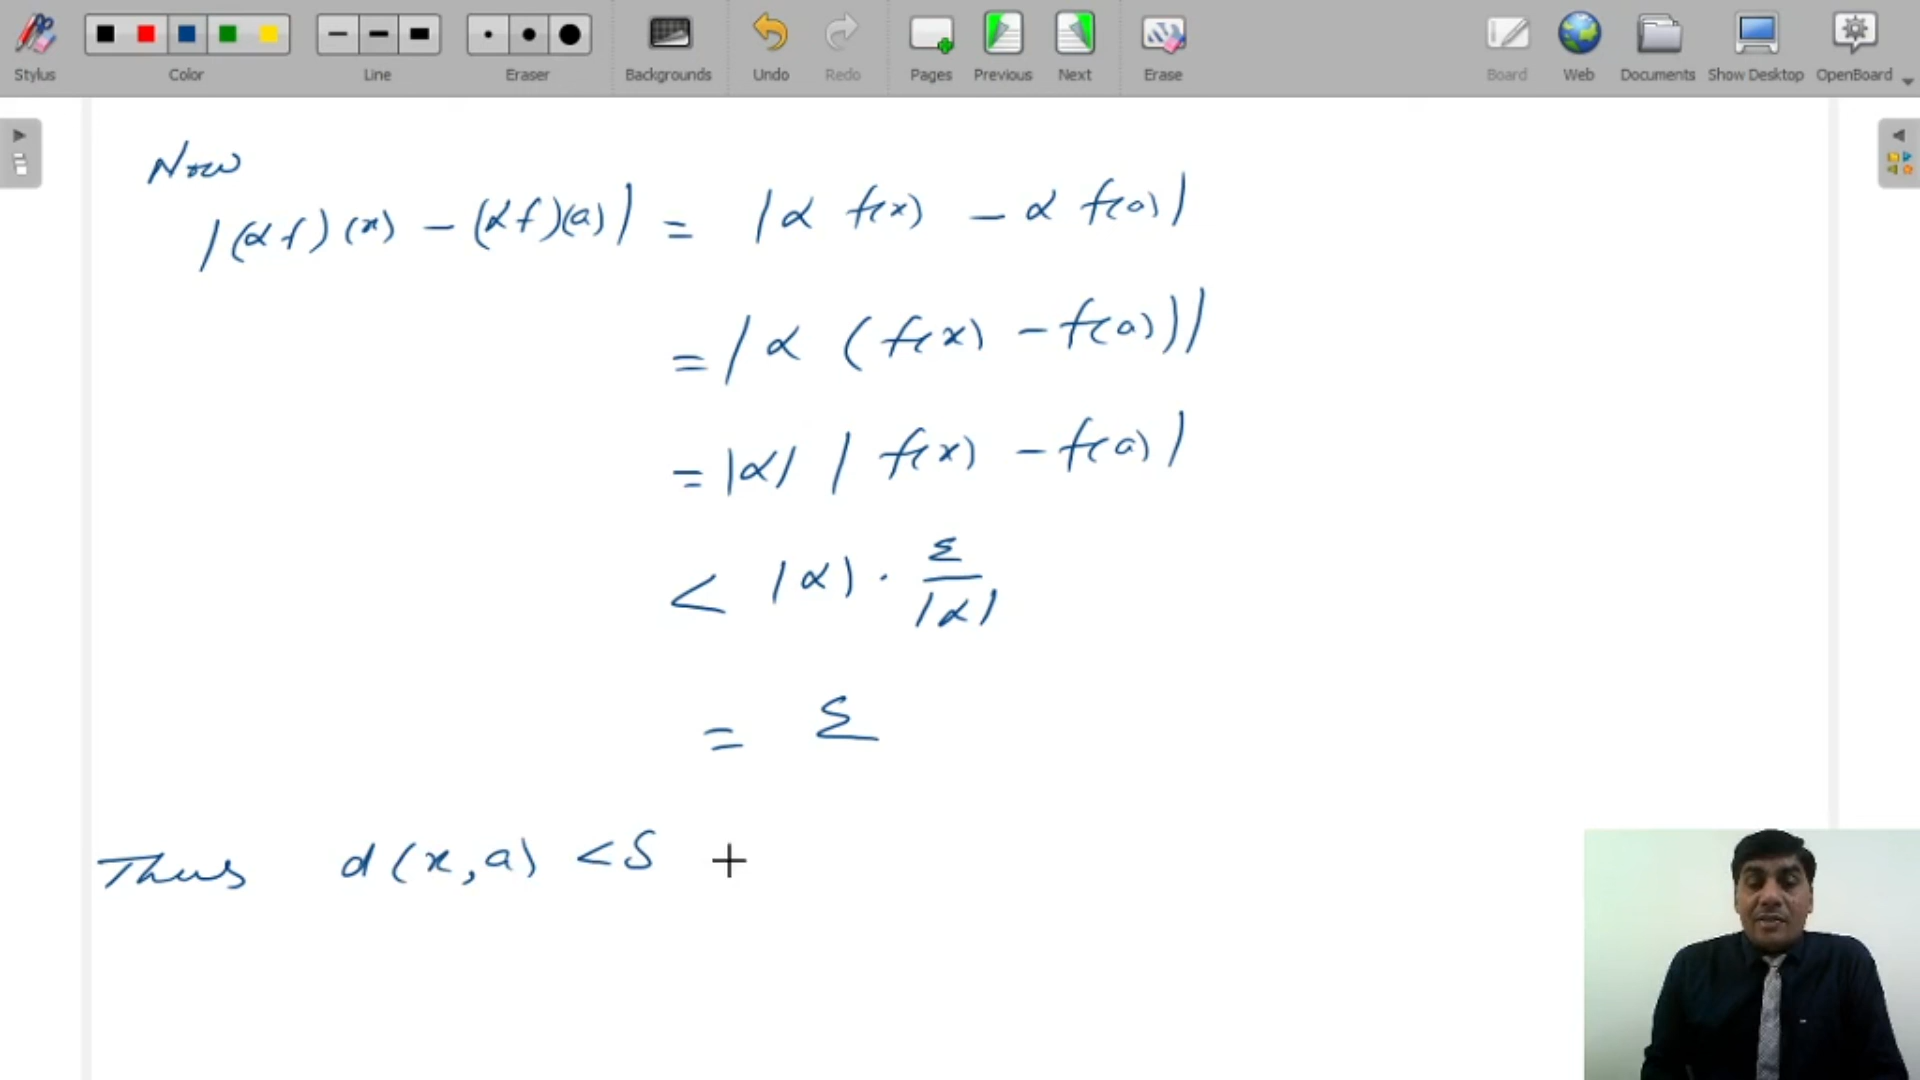 Stylus Color Line Eraser Backgrounds Undo Redo Pages Previous Next Erase Board Web Documents Show Desktop OpenBoard
Now
|(αf)(x) - (αf)(a)| = |α f(x) - α f(a)|
= |α (f(x) - f(a))|
= |α| | f(x) - f(a)|
< |α| · ε/|α|
= ε
Thus d(x, a) < δ